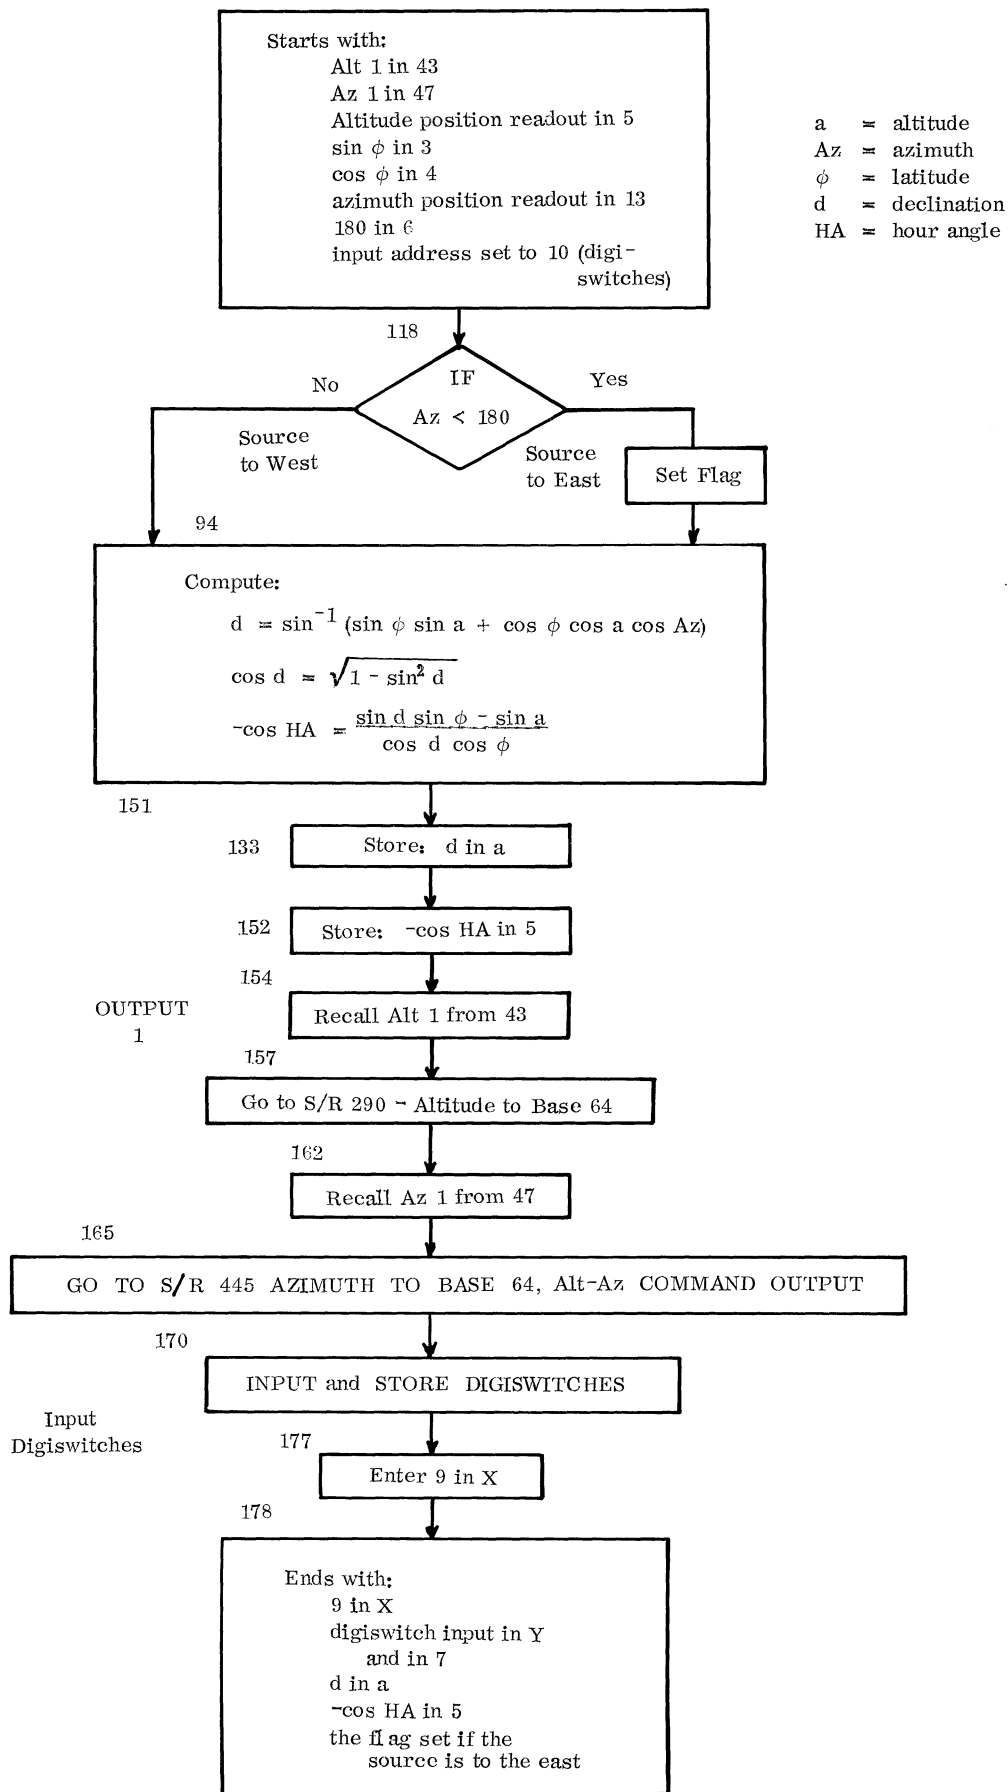 Starts with:
Alt 1 in 43
Az 1 in 47
Altitude position readout in 5
sin ϕ in 3
cos ϕ in 4
azimuth position readout in 13
180 in 6
input address set to 10 (digi-
switches)
a = altitude
Az = azimuth
ϕ = latitude
d = declination
HA = hour angle
118
No
IF
Az < 180
Yes
Source
to West
Source
to East
Set Flag
94
Compute:
d = sin⁻¹ (sin ϕ sin a + cos ϕ cos a cos Az)
cos d = √1 - sin² d
-cos HA = sin d sin ϕ - sin a
cos d cos ϕ
151
133
Store: d in a
152
Store: -cos HA in 5
154
OUTPUT
1
Recall Alt 1 from 43
157
Go to S/R 290 - Altitude to Base 64
162
Recall Az 1 from 47
165
GO TO S/R 445 AZIMUTH TO BASE 64, Alt-Az COMMAND OUTPUT
170
INPUT and STORE DIGISWITCHES
Input
Digiswitches
177
Enter 9 in X
178
Ends with:
9 in X
digiswitch input in Y
and in 7
d in a
-cos HA in 5
the flag set if the
source is to the east